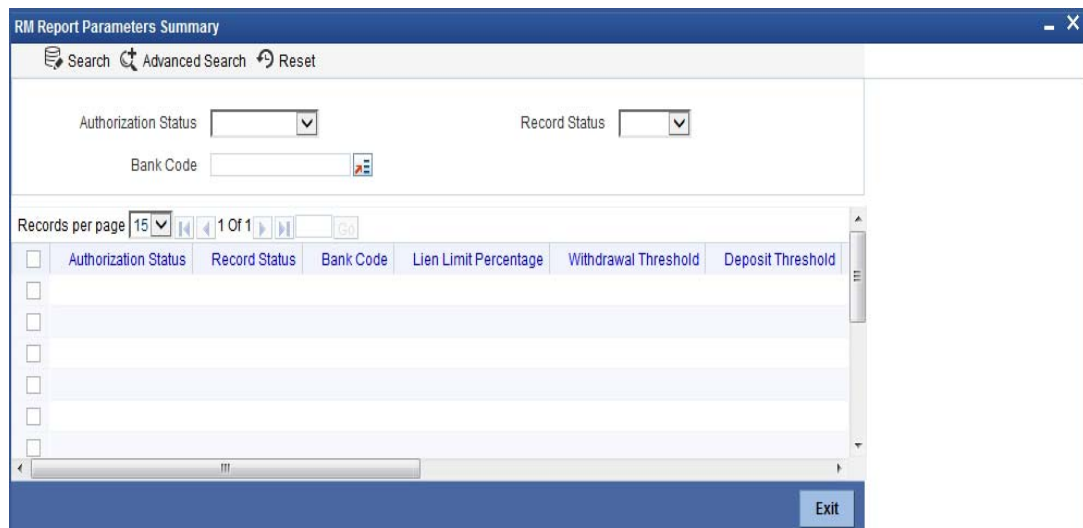 RM Report Parameters Summary
Search Advanced Search Reset
Authorization Status Record Status
Bank Code
Records per page 15 1 Of 1 Go
Authorization Status Record Status Bank Code Lien Limit Percentage Withdrawal Threshold Deposit Threshold
Exit